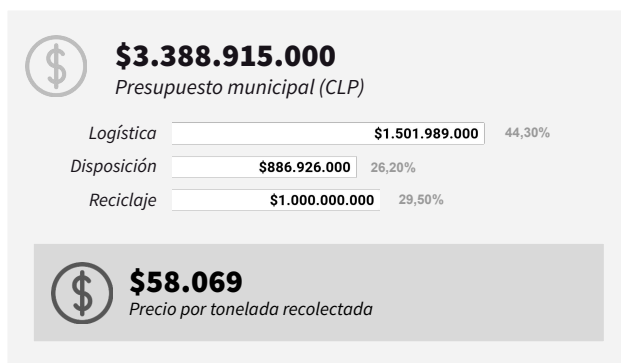 $3.388.915.000
Presupuesto municipal (CLP)
Logística $1.501.989.000 44,30%
Disposición $886.926.000 26,20%
Reciclaje $1.000.000.000 29,50%
$58.069
Precio por tonelada recolectada